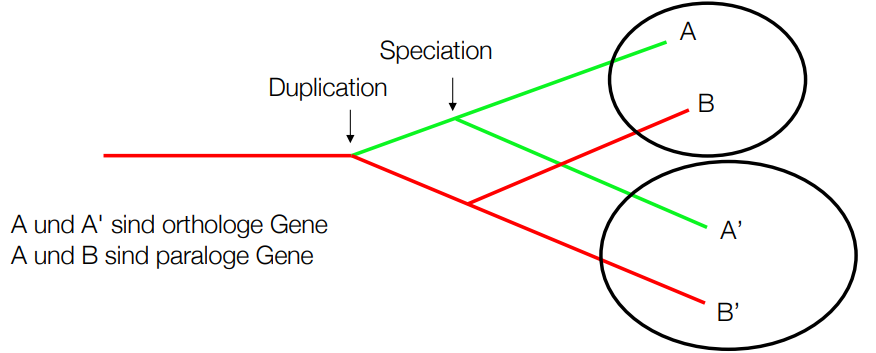 Speciation
Duplication
A
B
A und A' sind orthologe Gene
A und B sind paraloge Gene
A’
B’